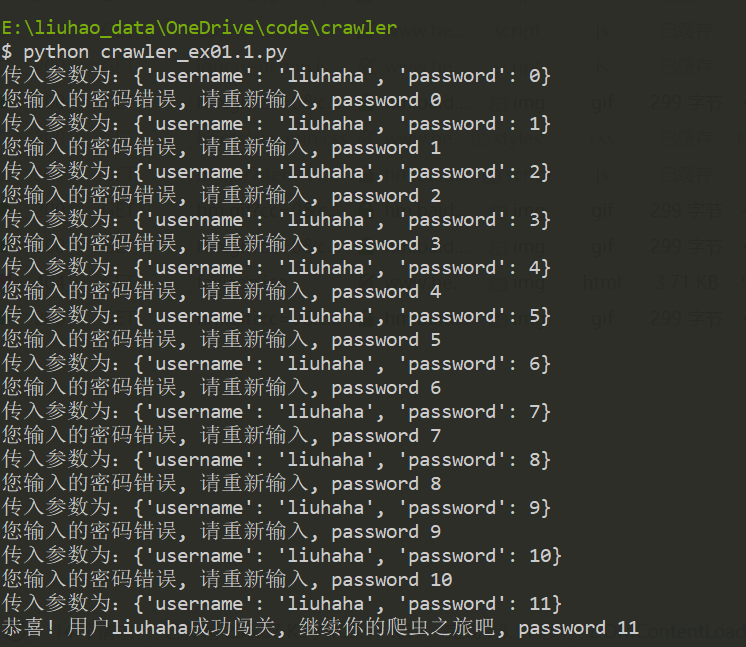 E:\liuhao_data\OneDrive\code\crawler
$ python crawler_ex01.1.py
传入参数为：{'username': 'liuhaha', 'password': 0}
您输入的密码错误, 请重新输入, password 0
传入参数为：{'username': 'liuhaha', 'password': 1}
您输入的密码错误, 请重新输入, password 1
传入参数为：{'username': 'liuhaha', 'password': 2}
您输入的密码错误, 请重新输入, password 2
传入参数为：{'username': 'liuhaha', 'password': 3}
您输入的密码错误, 请重新输入, password 3
传入参数为：{'username': 'liuhaha', 'password': 4}
您输入的密码错误, 请重新输入, password 4
传入参数为：{'username': 'liuhaha', 'password': 5}
您输入的密码错误, 请重新输入, password 5
传入参数为：{'username': 'liuhaha', 'password': 6}
您输入的密码错误, 请重新输入, password 6
传入参数为：{'username': 'liuhaha', 'password': 7}
您输入的密码错误, 请重新输入, password 7
传入参数为：{'username': 'liuhaha', 'password': 8}
您输入的密码错误, 请重新输入, password 8
传入参数为：{'username': 'liuhaha', 'password': 9}
您输入的密码错误, 请重新输入, password 9
传入参数为：{'username': 'liuhaha', 'password': 10}
您输入的密码错误, 请重新输入, password 10
传入参数为：{'username': 'liuhaha', 'password': 11}
恭喜! 用户liuhaha成功闯关, 继续你的爬虫之旅吧, password 11